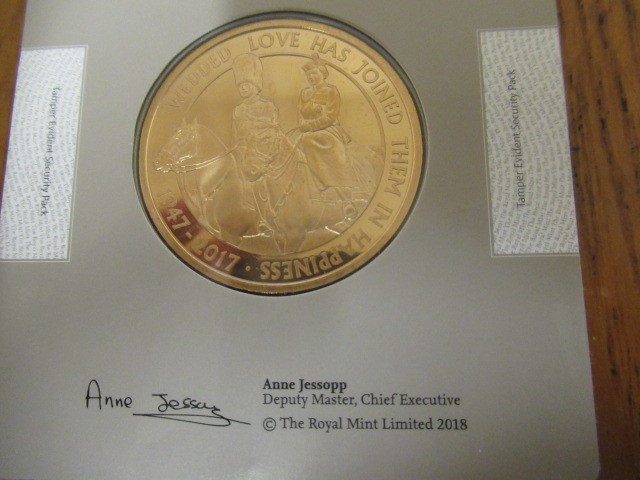 WEDDED LOVE HAS JOINED THEM IN HAPPINESS · 1947-2017 ·
Tamper Evident Security Pack
Tamper Evident Security Pack
Anne Jessopp
Anne Jessopp
Deputy Master, Chief Executive
© The Royal Mint Limited 2018